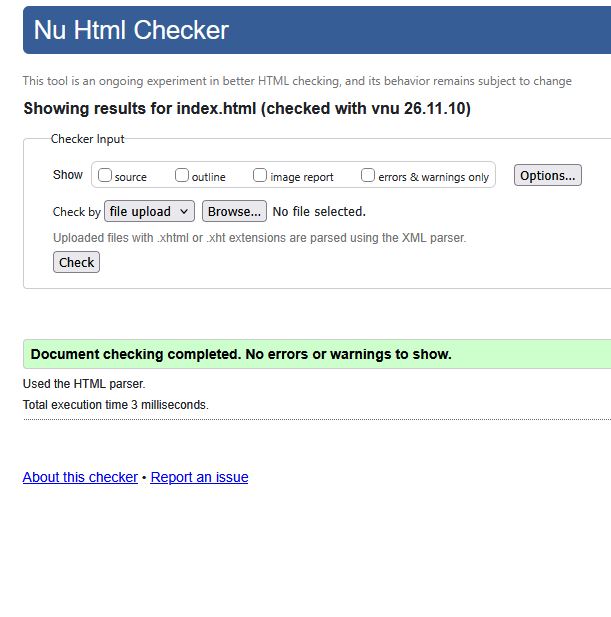 Nu Html Checker
This tool is an ongoing experiment in better HTML checking, and its behavior remains subject to change
Showing results for index.html (checked with vnu 26.11.10)
Checker Input
Show source outline image report errors & warnings only Options...
Check by file upload Browse... No file selected.
Uploaded files with .xhtml or .xht extensions are parsed using the XML parser.
Check
Document checking completed. No errors or warnings to show.
Used the HTML parser.
Total execution time 3 milliseconds.
About this checker • Report an issue